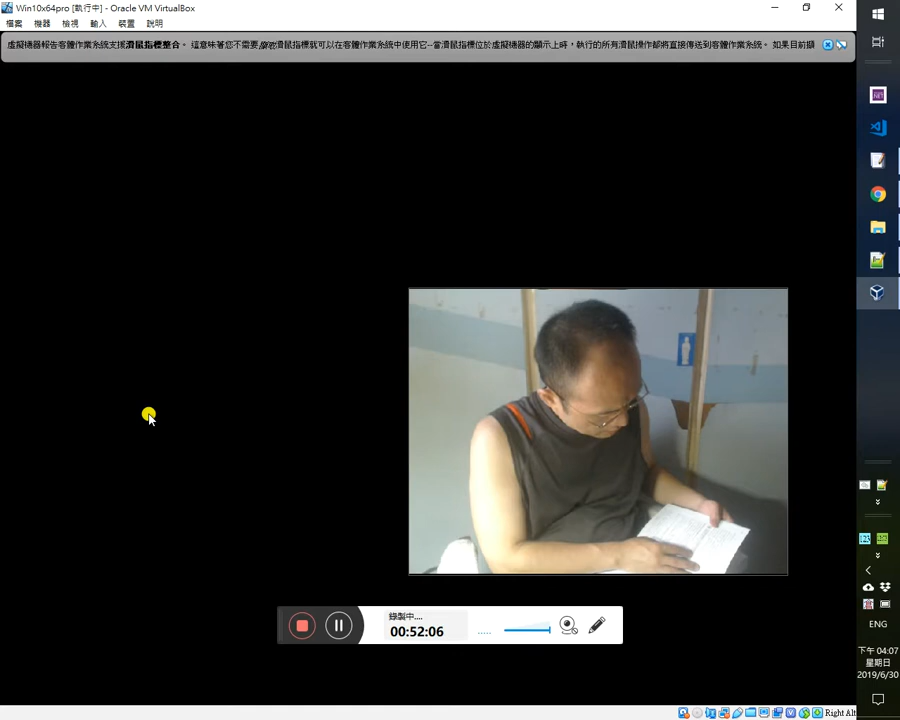 Win10x64pro [執行中] - Oracle VM VirtualBox
檔案 機器 檢視 輸入 裝置 說明
虛擬機器報告客體作業系統支援滑鼠指標整合。這意味著您不需要 擷取 滑鼠指標就可以在客體作業系統中使用它--當滑鼠指標位於虛擬機器的顯示上時，執行的所有滑鼠操作都將直接傳送到客體作業系統。如果目前擷
錄製中....
00:52:06
ENG
下午 04:07
星期日
2019/6/30
Right Alt